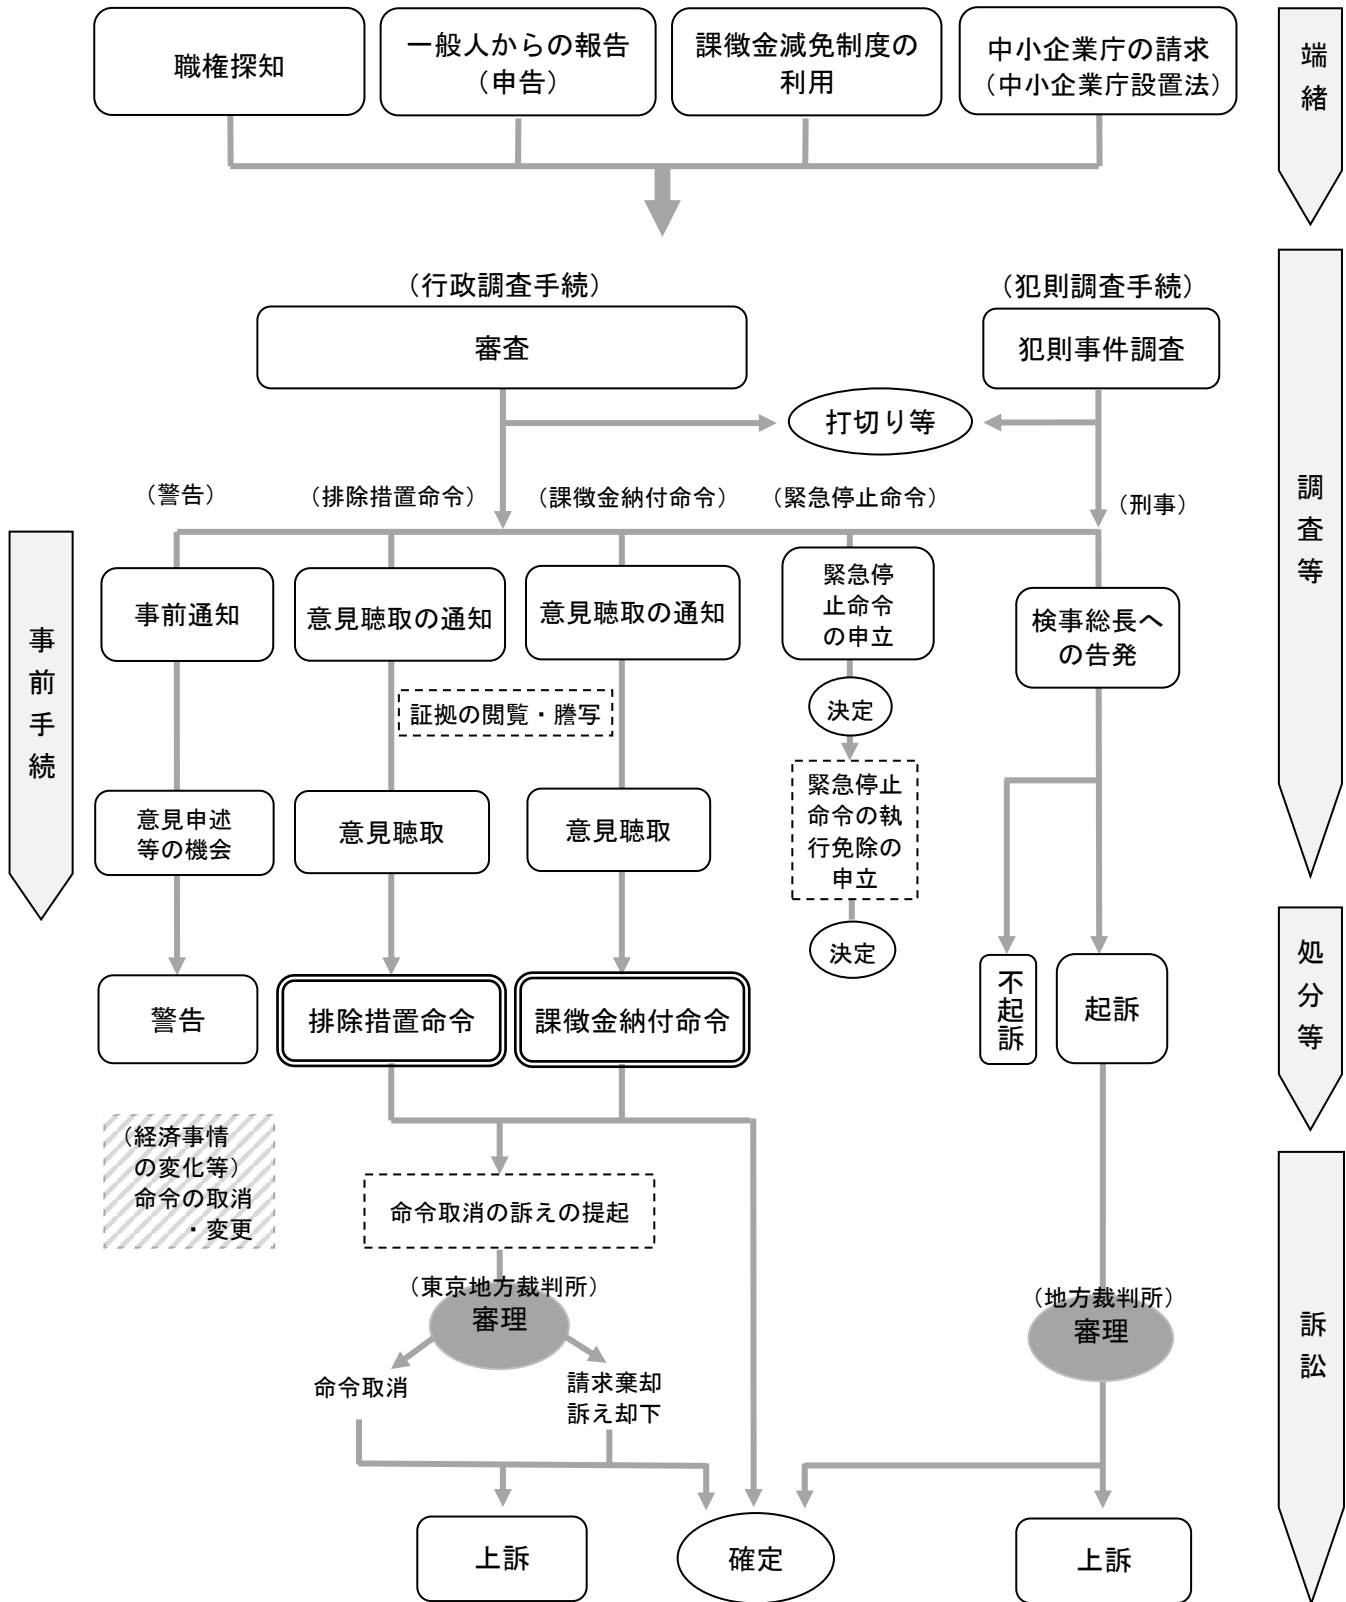 職権探知
一般人からの報告
（申告）
課徴金減免制度の
利用
中小企業庁の請求
（中小企業庁設置法）
端緒
（行政調査手続）
審査
（犯則調査手続）
犯則事件調査
打切り等
調査等
（警告）
（排除措置命令）
（課徴金納付命令）
（緊急停止命令）
（刑事）
事前手続
事前通知
意見聴取の通知
意見聴取の通知
緊急停
止命令
の申立
検事総長へ
の告発
証拠の閲覧・謄写
決定
意見申述
等の機会
意見聴取
意見聴取
緊急停止
命令の執
行免除の
申立
決定
処分等
警告
排除措置命令
課徴金納付命令
不起訴
起訴
（経済事情
の変化等）
命令の取消
・変更
命令取消の訴えの提起
（東京地方裁判所）
審理
（地方裁判所）
審理
訴訟
命令取消
請求棄却
訴え却下
上訴
確定
上訴